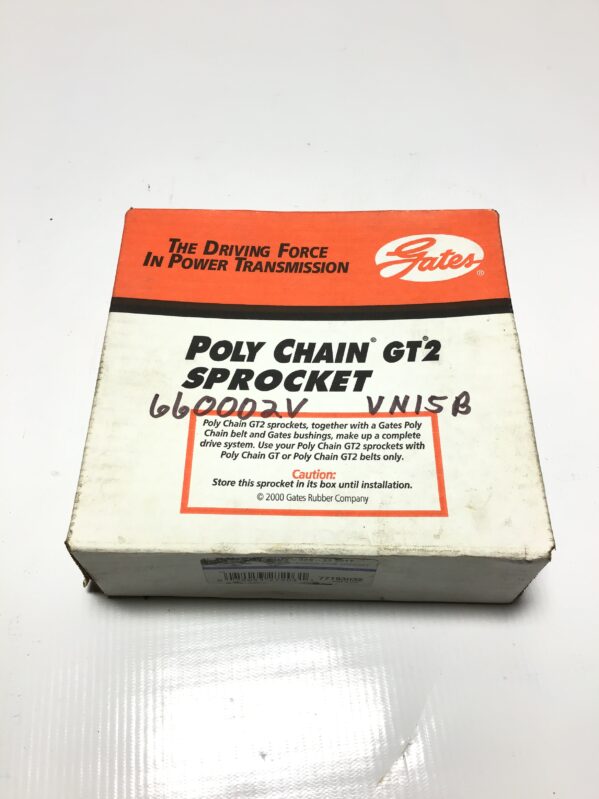 THE DRIVING FORCE
IN POWER TRANSMISSION
Gates®
POLY CHAIN® GT®2
SPROCKET
660002V VN15B
Poly Chain GT2 sprockets, together with a Gates Poly
Chain belt and Gates bushings, make up a complete
drive system. Use your Poly Chain GT2 sprockets with
Poly Chain GT or Poly Chain GT2 belts only.
Caution:
Store this sprocket in its box until installation.
© 2000 Gates Rubber Company